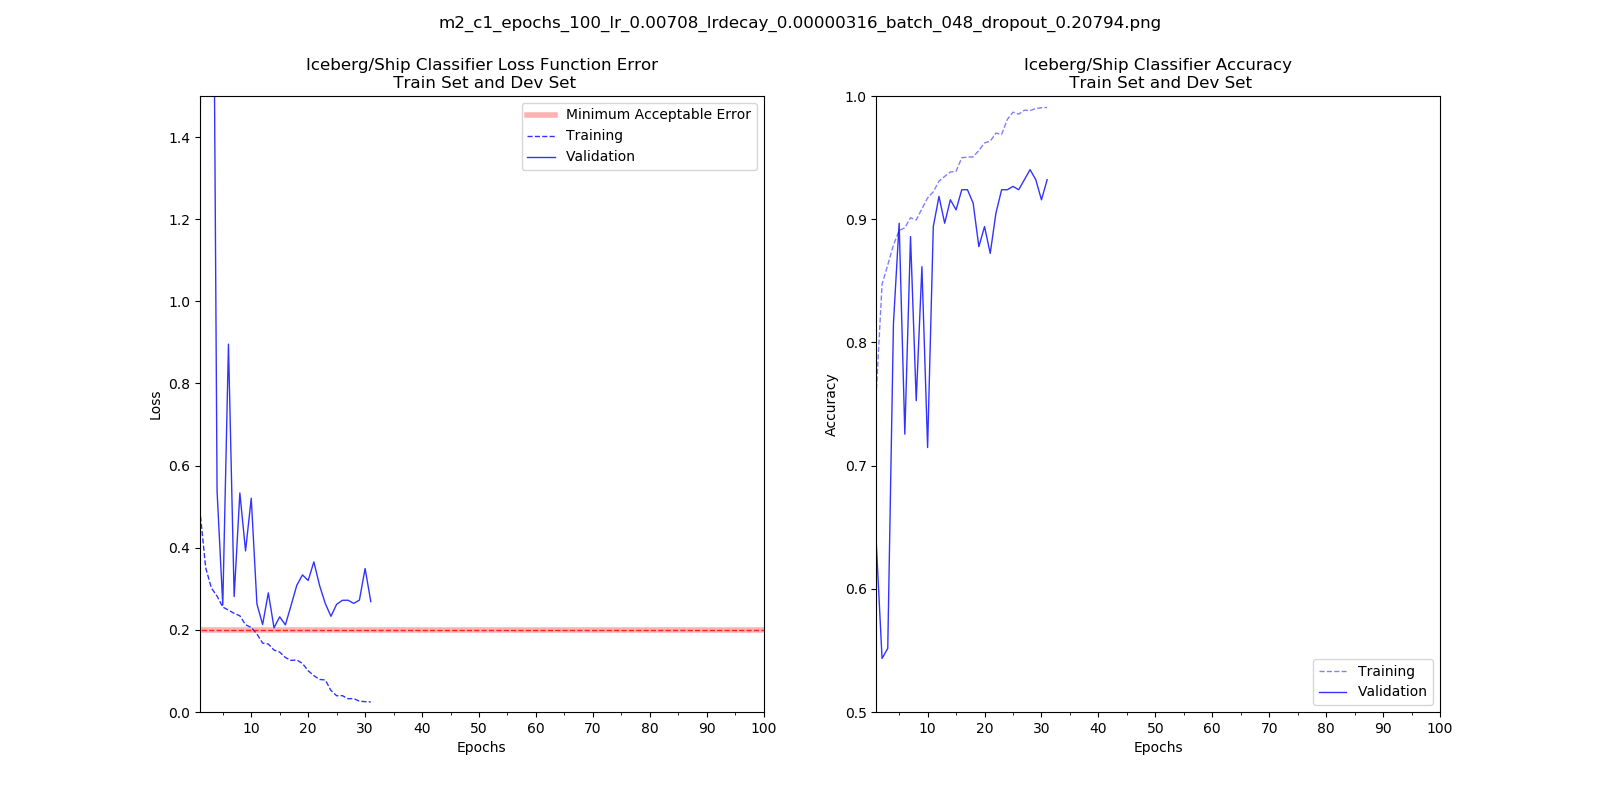 m2_c1_epochs_100_lr_0.00708_lrdecay_0.00000316_batch_048_dropout_0.20794.png
Iceberg/Ship Classifier Loss Function Error
Train Set and Dev Set
Minimum Acceptable Error
Training
Validation
1.4
1.2
1.0
0.8
0.6
0.4
0.2
0.0
Loss
10 20 30 40 50 60 70 80 90 100
Epochs
Iceberg/Ship Classifier Accuracy
Train Set and Dev Set
1.0
0.9
0.8
0.7
0.6
0.5
Accuracy
Training
Validation
10 20 30 40 50 60 70 80 90 100
Epochs